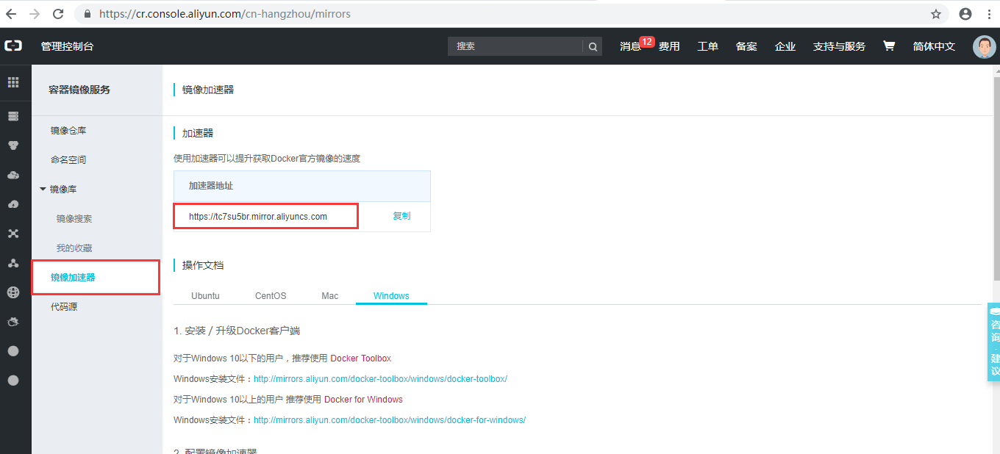 https://cr.console.aliyun.com/cn-hangzhou/mirrors
管理控制台
搜索
消息
12
费用
工单
备案
企业
支持与服务
简体中文
容器镜像服务
镜像仓库
命名空间
镜像库
镜像搜索
我的收藏
镜像加速器
代码源
镜像加速器
加速器
使用加速器可以提升获取Docker官方镜像的速度
加速器地址
https://tc7su5br.mirror.aliyuncs.com
复制
操作文档
Ubuntu
CentOS
Mac
Windows
1. 安装 / 升级Docker客户端
对于Windows 10以下的用户，推荐使用 Docker Toolbox
Windows安装文件：http://mirrors.aliyun.com/docker-toolbox/windows/docker-toolbox/
对于Windows 10以上的用户 推荐使用 Docker for Windows
Windows安装文件：http://mirrors.aliyun.com/docker-toolbox/windows/docker-for-windows/
2. 配置镜像加速器
咨询·建议